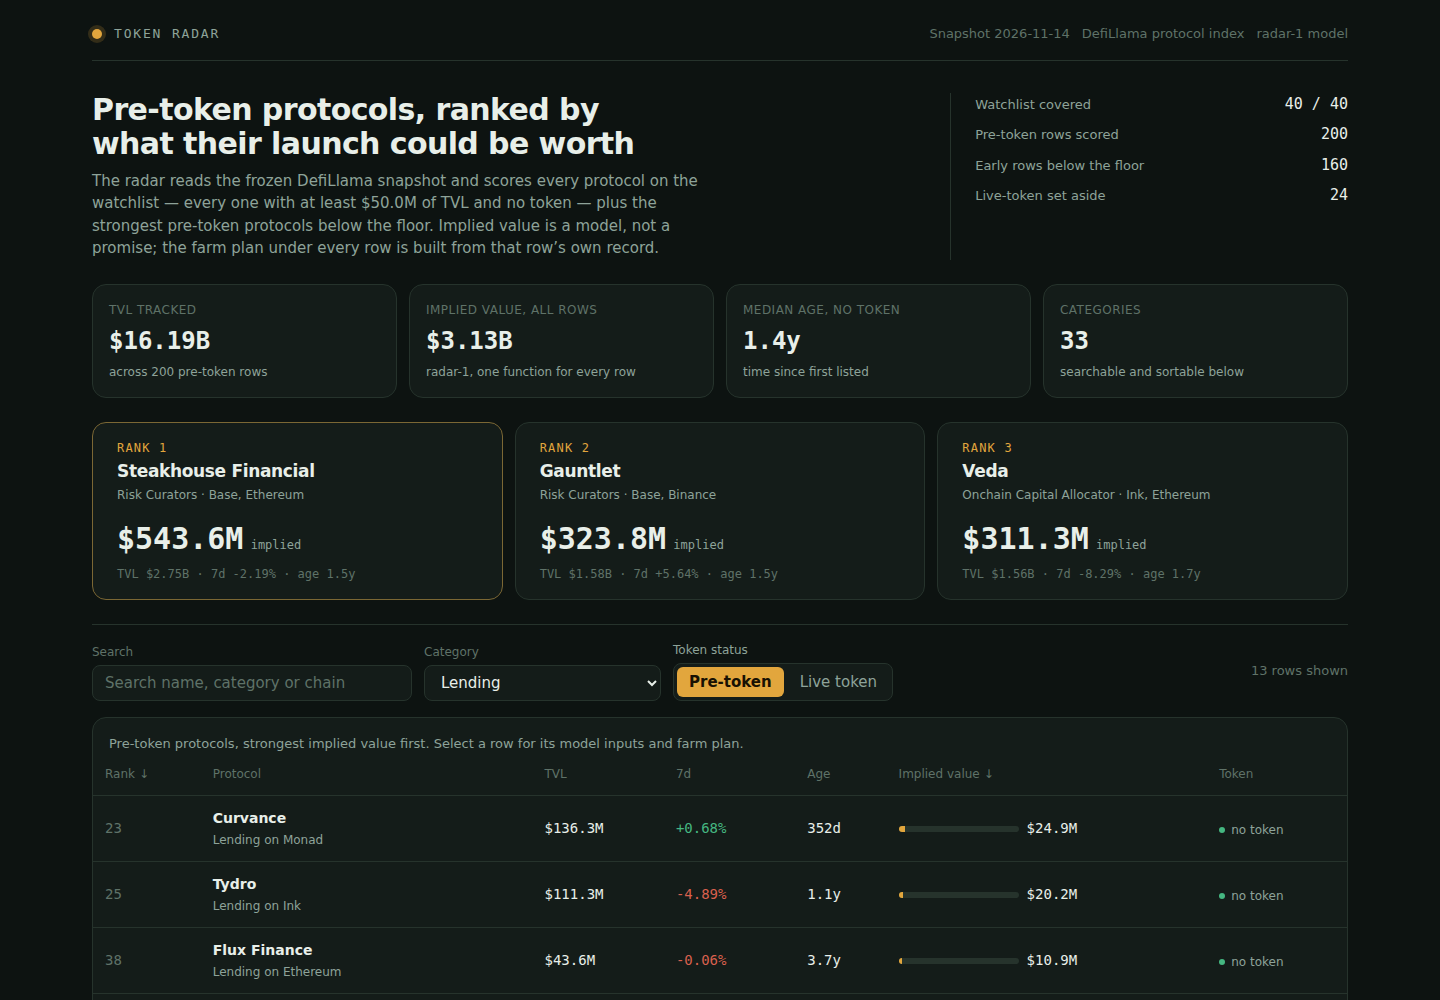 TOKEN RADAR
Snapshot 2026-11-14 DefiLlama protocol index radar-1 model
Pre-token protocols, ranked by
what their launch could be worth
The radar reads the frozen DefiLlama snapshot and scores every protocol on the
watchlist — every one with at least $50.0M of TVL and no token — plus the
strongest pre-token protocols below the floor. Implied value is a model, not a
promise; the farm plan under every row is built from that row’s own record.
Watchlist covered 40 / 40
Pre-token rows scored 200
Early rows below the floor 160
Live-token set aside 24
TVL TRACKED
$16.19B
across 200 pre-token rows
IMPLIED VALUE, ALL ROWS
$3.13B
radar-1, one function for every row
MEDIAN AGE, NO TOKEN
1.4y
time since first listed
CATEGORIES
33
searchable and sortable below
RANK 1
Steakhouse Financial
Risk Curators · Base, Ethereum
$543.6M implied
TVL $2.75B · 7d -2.19% · age 1.5y
RANK 2
Gauntlet
Risk Curators · Base, Binance
$323.8M implied
TVL $1.58B · 7d +5.64% · age 1.5y
RANK 3
Veda
Onchain Capital Allocator · Ink, Ethereum
$311.3M implied
TVL $1.56B · 7d -8.29% · age 1.7y
Search
Search name, category or chain
Category
Lending
Token status
Pre-token Live token
13 rows shown
Pre-token protocols, strongest implied value first. Select a row for its model inputs and farm plan.
Rank ↓ Protocol TVL 7d Age Implied value ↓ Token
23 Curvance $136.3M +0.68% 352d $24.9M no token
Lending on Monad
25 Tydro $111.3M -4.89% 1.1y $20.2M no token
Lending on Ink
38 Flux Finance $43.6M -0.06% 3.7y $10.9M no token
Lending on Ethereum